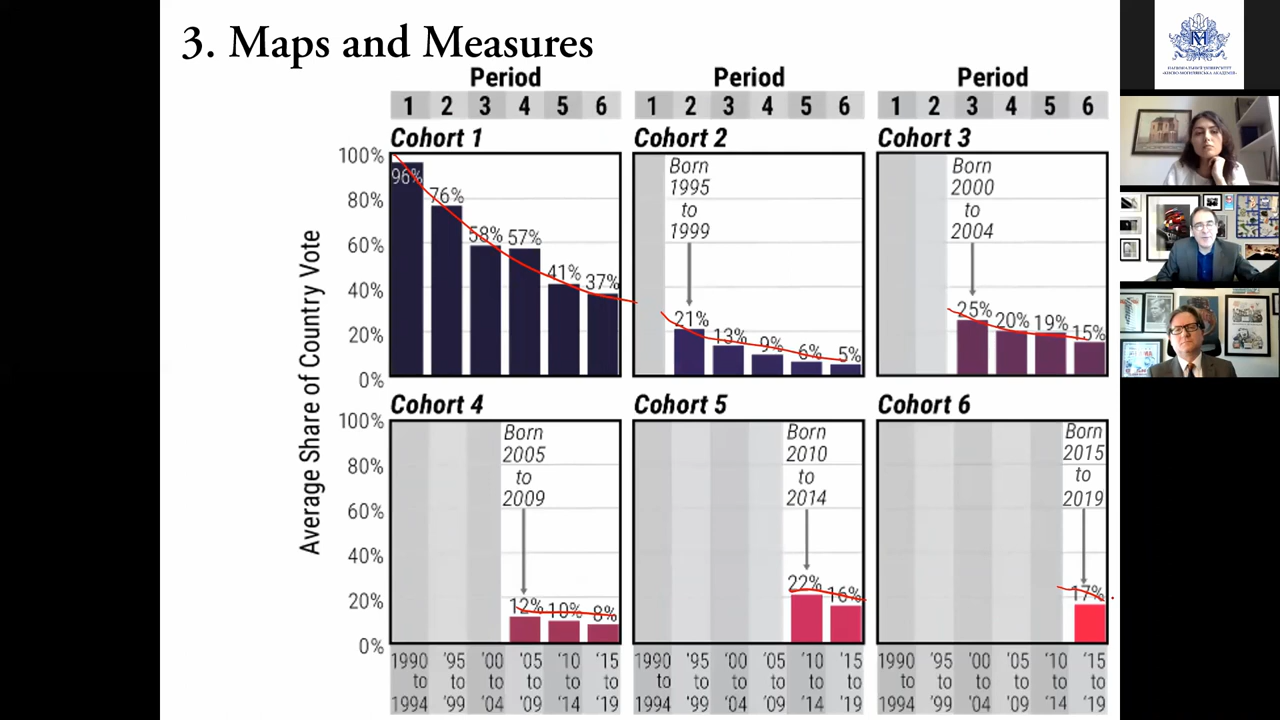 3. Maps and Measures
Period
Period
Period
1 2 3 4 5 6
1 2 3 4 5 6
1 2 3 4 5 6
Cohort 1
Cohort 2
Cohort 3
Average Share of Country Vote
100%
80%
60%
40%
20%
0%
96%
76%
58%
57%
41%
37%
Born
1995
to
1999
21%
13%
9%
6%
5%
Born
2000
to
2004
25%
20%
19%
15%
Cohort 4
Cohort 5
Cohort 6
100%
80%
60%
40%
20%
0%
Born
2005
to
2009
12%
10%
8%
Born
2010
to
2014
22%
16%
Born
2015
to
2019
17%
1990 '95 '00 '05 '10 '15
to to to to to to
1994 '99 '04 '09 '14 '19
1990 '95 '00 '05 '10 '15
to to to to to to
1994 '99 '04 '09 '14 '19
1990 '95 '00 '05 '10 '15
to to to to to to
1994 '99 '04 '09 '14 '19